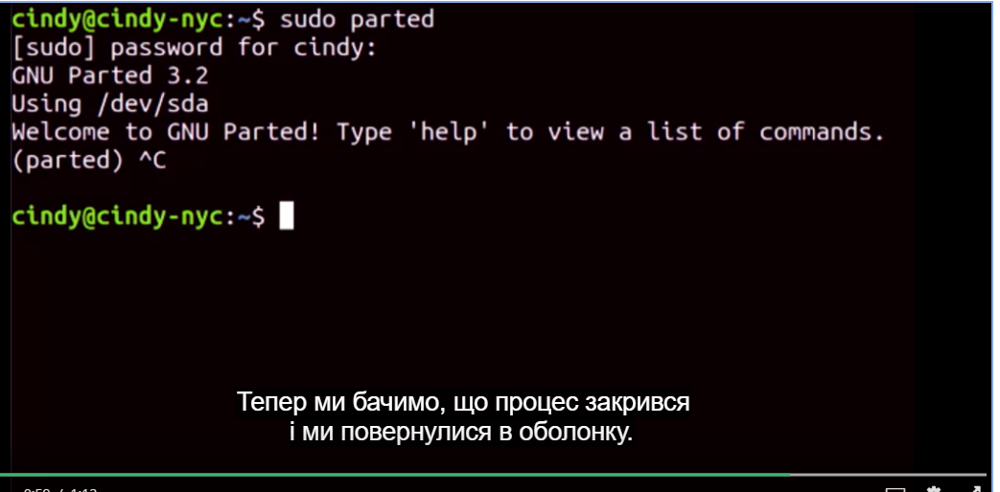 cindy@cindy-nyc:~$ sudo parted
[sudo] password for cindy:
GNU Parted 3.2
Using /dev/sda
Welcome to GNU Parted! Type 'help' to view a list of commands.
(parted) ^C
cindy@cindy-nyc:~$
Тепер ми бачимо, що процес закрився
і ми повернулися в оболонку.